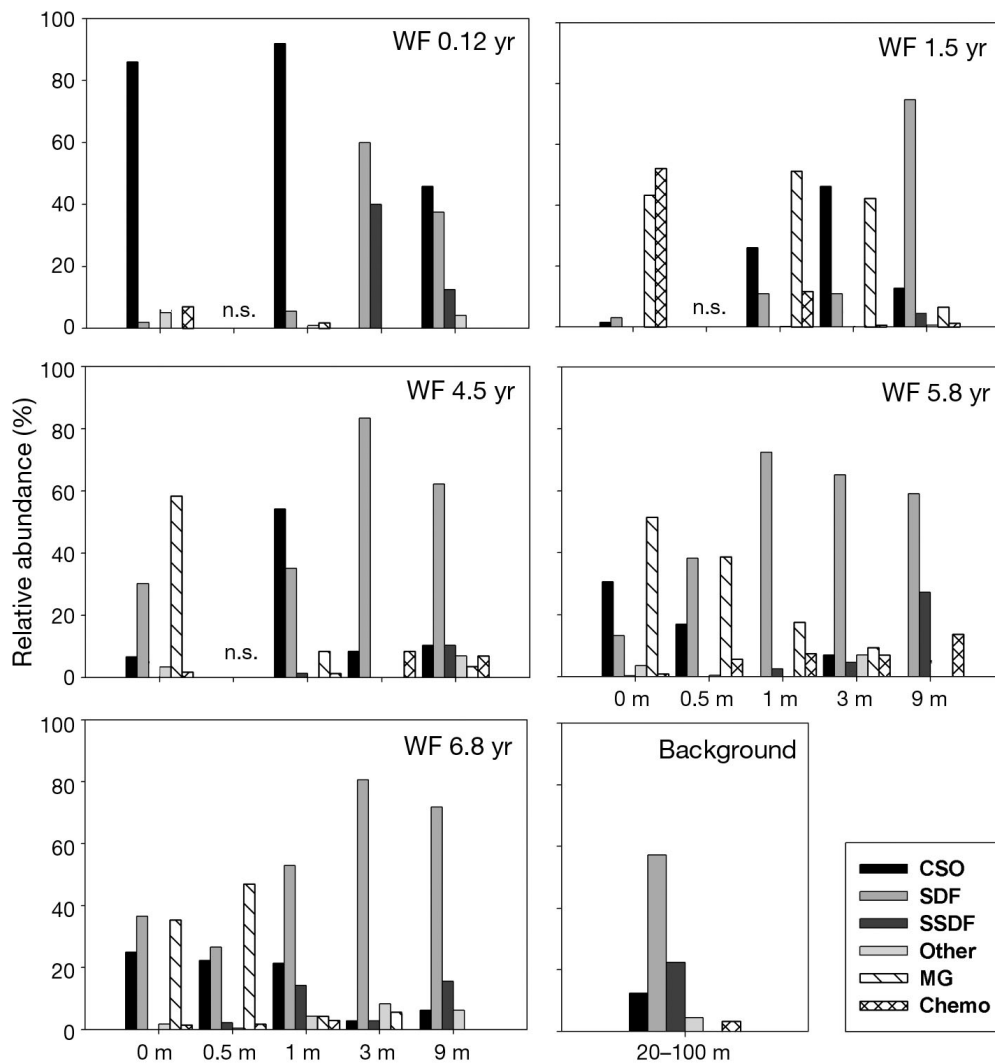 WF 0.12 yr
100
80
60
40
20
0
n.s.
WF 1.5 yr
n.s.
Relative abundance (%)
WF 4.5 yr
100
80
60
40
20
0
n.s.
WF 5.8 yr
0 m 0.5 m 1 m 3 m 9 m
WF 6.8 yr
100
80
60
40
20
0
0 m 0.5 m 1 m 3 m 9 m
Background
20–100 m
CSO
SDF
SSDF
Other
MG
Chemo